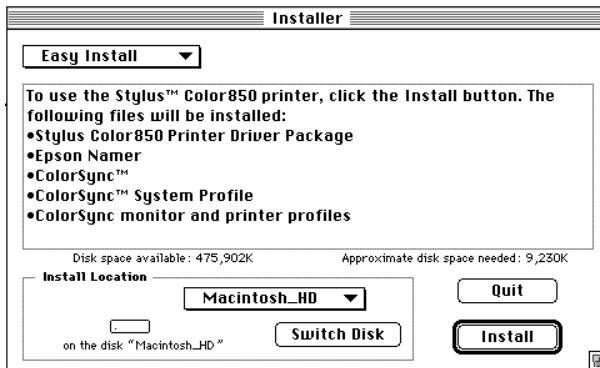 Installer
Easy Install
To use the Stylus™ Color850 printer, click the Install button. The
following files will be installed:
•Stylus Color850 Printer Driver Package
•Epson Namer
•ColorSync™
•ColorSync™ System Profile
•ColorSync monitor and printer profiles
Disk space available: 475,902K
Approximate disk space needed: 9,230K
Install Location
Macintosh_HD
on the disk "Macintosh_HD"
Switch Disk
Quit
Install